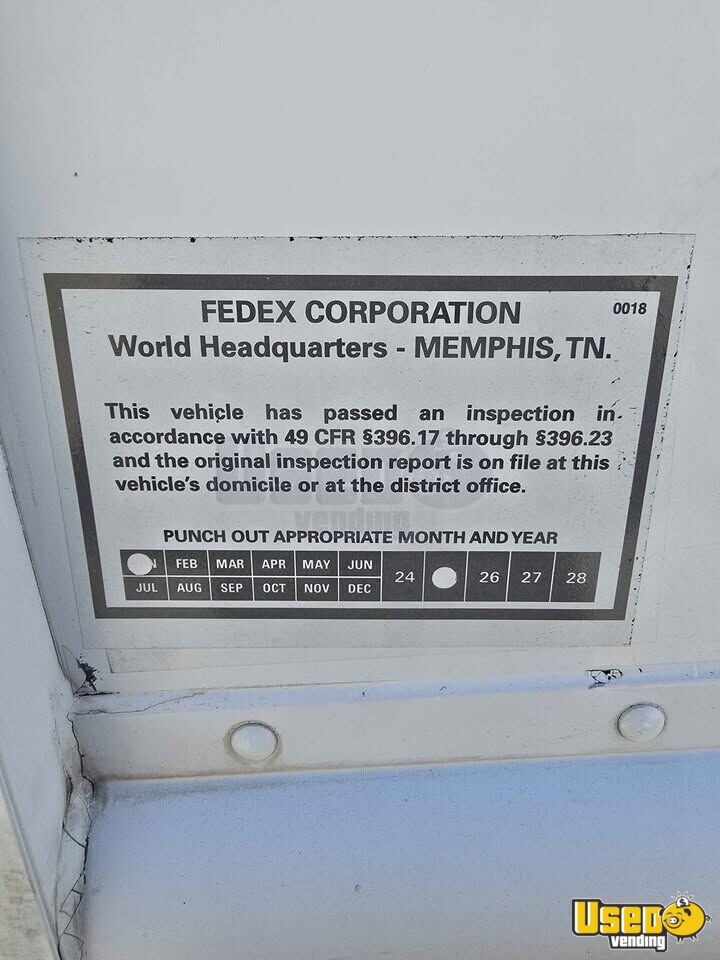 FEDEX CORPORATION
0018
World Headquarters - MEMPHIS, TN.
This vehicle has passed an inspection in
accordance with 49 CFR §396.17 through §396.23
and the original inspection report is on file at this
vehicle's domicile or at the district office.
PUNCH OUT APPROPRIATE MONTH AND YEAR
FEB MAR APR MAY JUN
JUL AUG SEP OCT NOV DEC
24 26 27 28
Used
vending
Used
vending